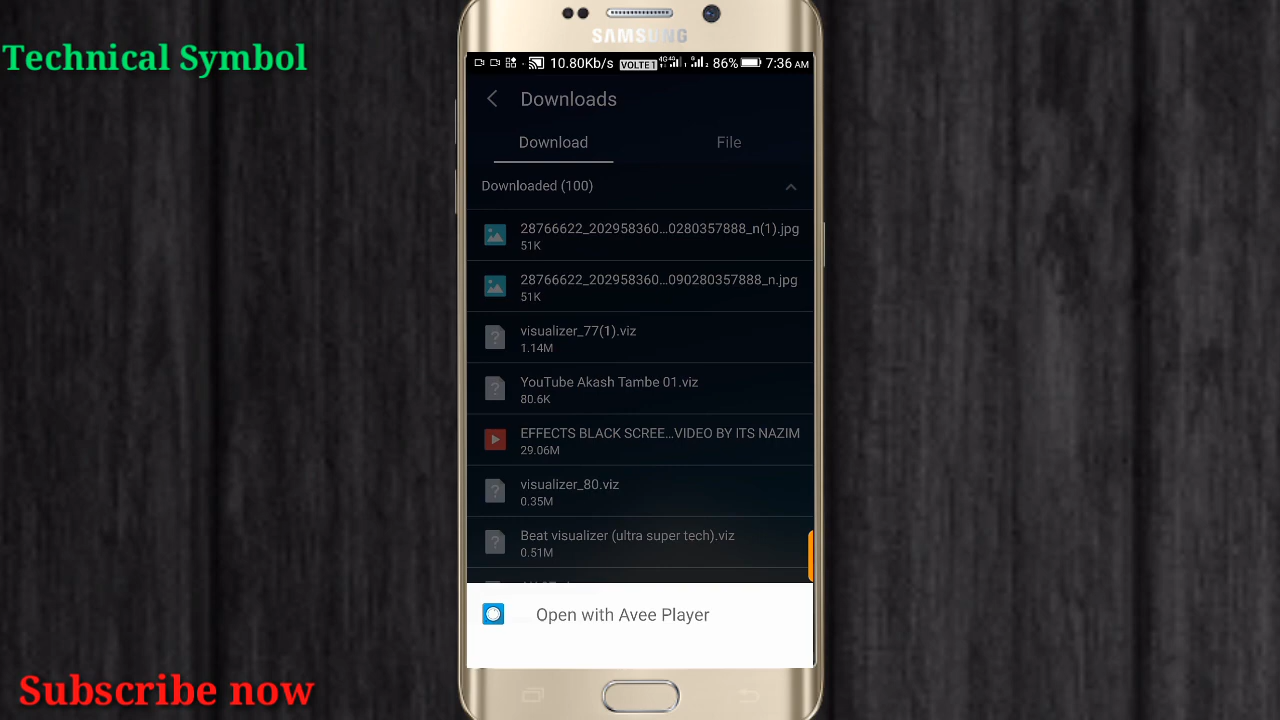 Technical Symbol
SAMSUNG
10.80Kb/s VOLTE 1 86% 7:36 AM
Downloads
Download File
Downloaded (100)
28766622_202958360...0280357888_n(1).jpg
51K
28766622_202958360...090280357888_n.jpg
51K
visualizer_77(1).viz
1.14M
YouTube Akash Tambe 01.viz
80.6K
EFFECTS BLACK SCREE...VIDEO BY ITS NAZIM
29.06M
visualizer_80.viz
0.35M
Beat visualizer (ultra super tech).viz
0.51M
Open with Avee Player
Subscribe now